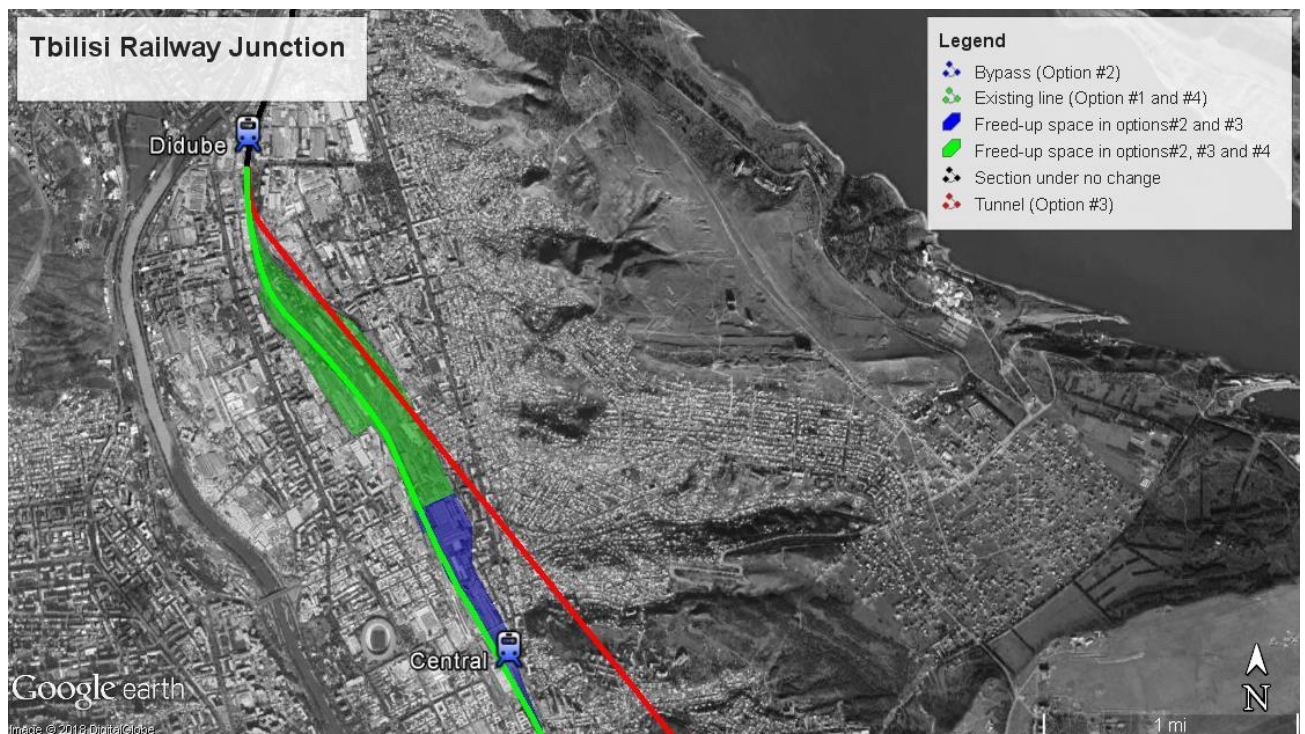 Tbilisi Railway Junction
Legend
Bypass (Option #2)
Existing line (Option #1 and #4)
Freed-up space in options#2 and #3
Freed-up space in options#2, #3 and #4
Section under no change
Tunnel (Option #3)
Didube
Central
Google earth
Image © 2018 DigitalGlobe
N
1 mi